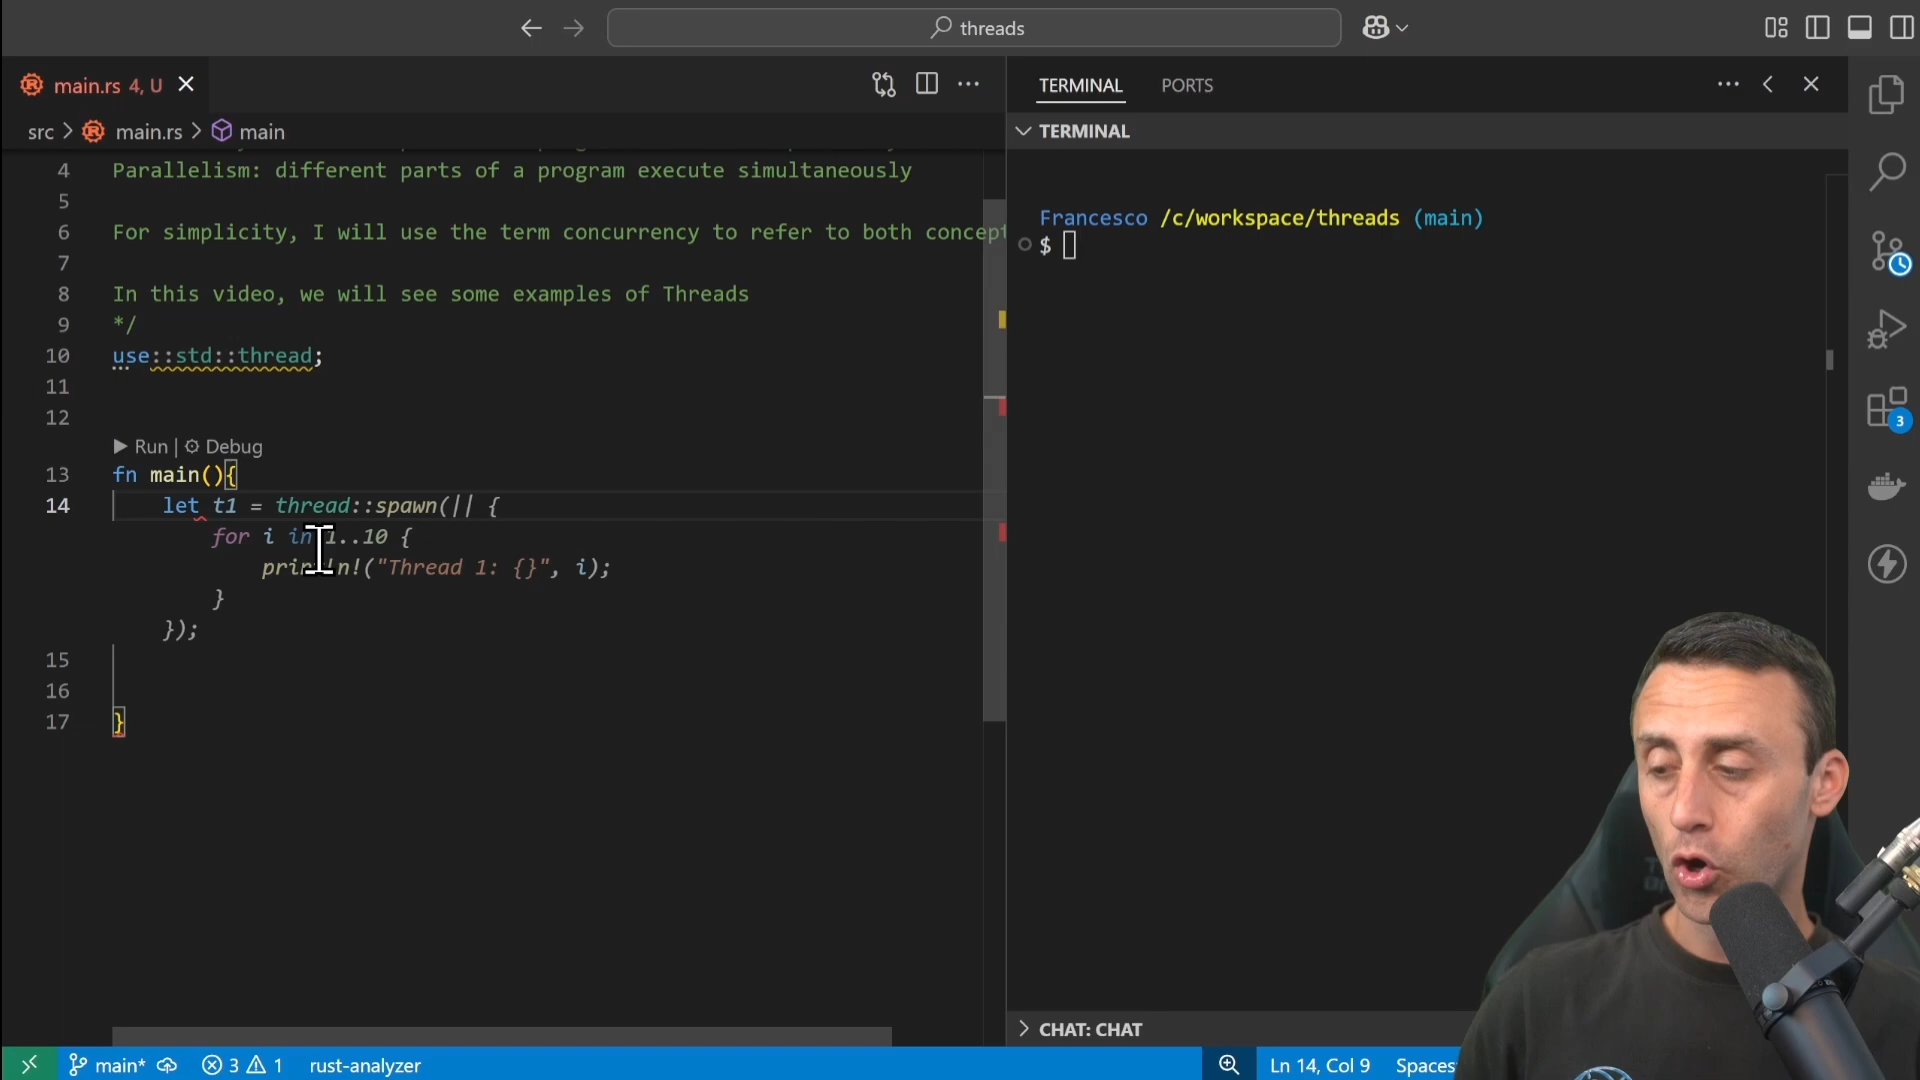 threads
main.rs 4, U
TERMINAL PORTS
src > main.rs > main
TERMINAL
4 Parallelism: different parts of a program execute simultaneously
5
6 For simplicity, I will use the term concurrency to refer to both concept
7
8 In this video, we will see some examples of Threads
9 */
10 use::std::thread;
11
12
Run | Debug
13 fn main(){
14 let t1 = thread::spawn(|| {
for i in 1..10 {
println!("Thread 1: {}", i);
}
});
15
16
17 }
Francesco /c/workspace/threads (main)
$
3
CHAT: CHAT
main* 3 1 rust-analyzer
Ln 14, Col 9 Spaces